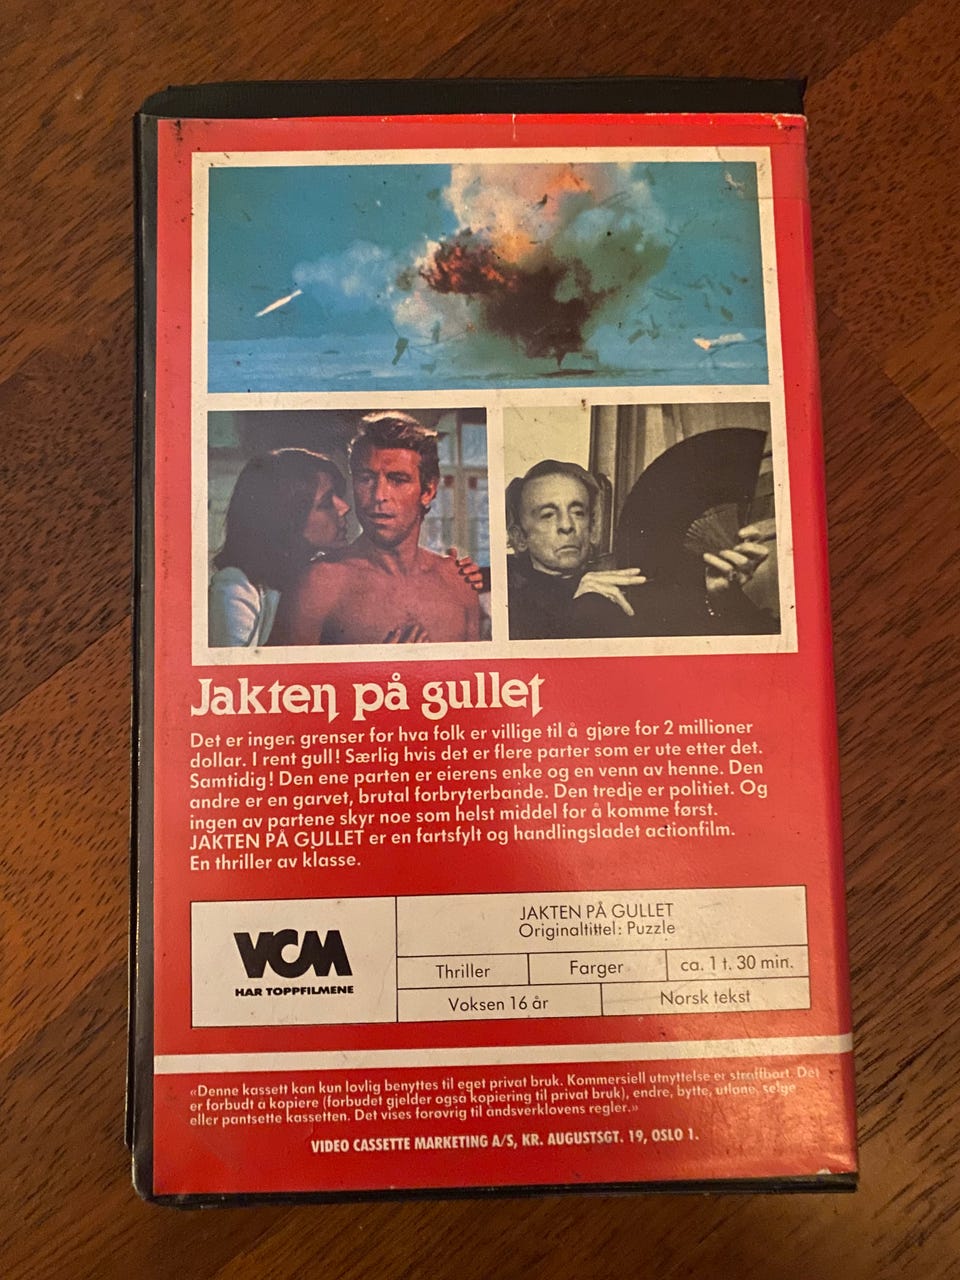 Jakten på gullet
Det er ingen grenser for hva folk er villige til å gjøre for 2 millioner
dollar. I rent gull! Særlig hvis det er flere parter som er ute etter det.
Samtidig! Den ene parten er eierens enke og en venn av henne. Den
andre er en garvet, brutal forbryterbande. Den tredje er politiet. Og
ingen av partene skyr noe som helst middel for å komme først.
JAKTEN PÅ GULLET er en fartsfylt og handlingsladet actionfilm.
En thriller av klasse.
VCM
HAR TOPPFILMENE
JAKTEN PÅ GULLET
Originaltittel: Puzzle
Thriller Farger ca. 1 t. 30 min.
Voksen 16 år Norsk tekst
«Denne kassett kan kun lovlig benyttes til eget privat bruk. Kommersiell utnyttelse er straffbart. Det
er forbudt å kopiere (forbudet gjelder også kopiering til privat bruk), endre, bytte, utlåne, selge
eller pantsette kassetten. Det vises forøvrig til åndsverklovens regler.»
VIDEO CASSETTE MARKETING A/S, KR. AUGUSTSGT. 19, OSLO 1.